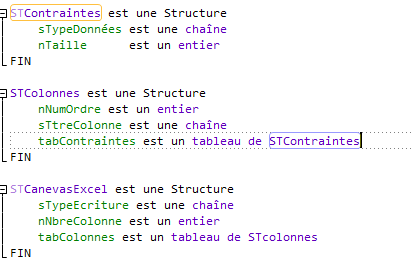 STContraintes est une Structure
sTypeDonnées est une chaîne
nTaille est un entier
FIN
STColonnes est une Structure
nNumOrdre est un entier
sTtreColonne est une chaîne
tabContraintes est un tableau de STContraintes
FIN
STCanevasExcel est une Structure
sTypeEcriture est une chaîne
nNbreColonne est un entier
tabColonnes est un tableau de STcolonnes
FIN